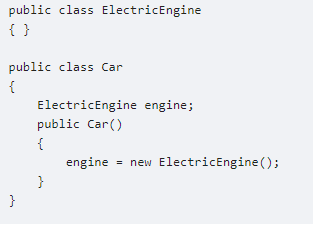 public class ElectricEngine
{ }
public class Car
{
    ElectricEngine engine;
    public Car()
    {
        engine = new ElectricEngine();
    }
}